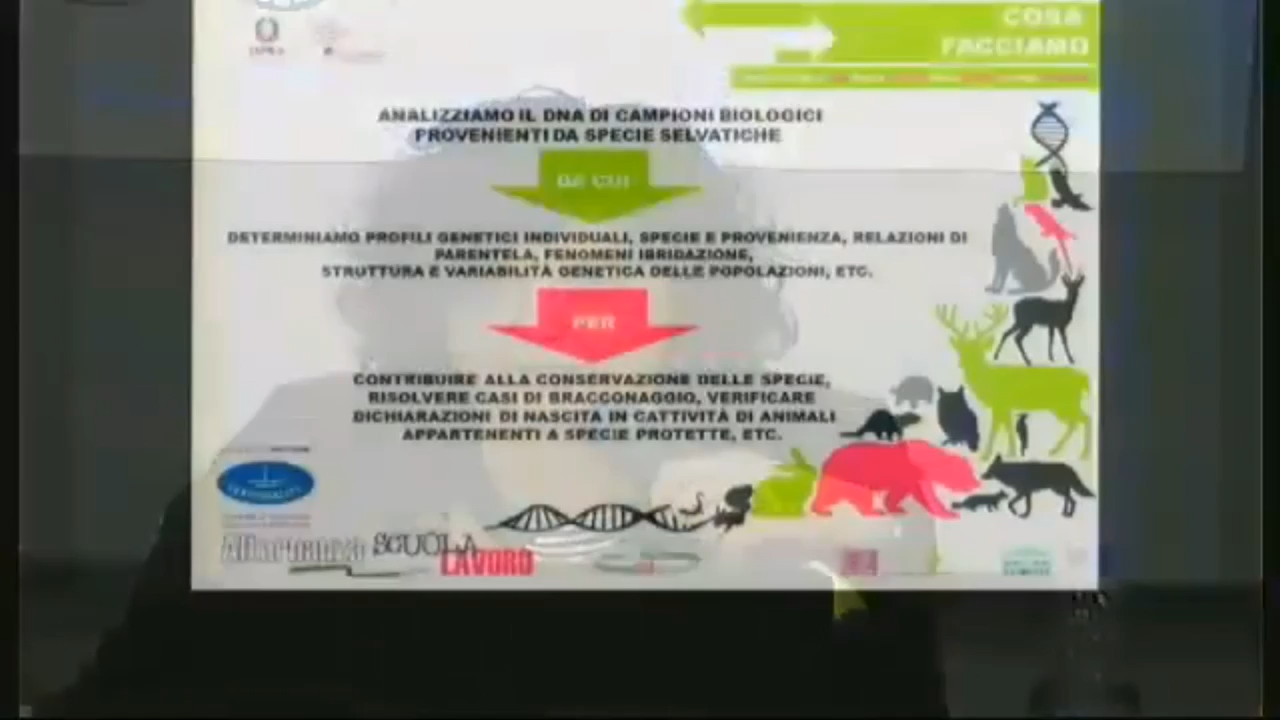 COSA
FACCIAMO
ANALIZZIAMO IL DNA DI CAMPIONI BIOLOGICI
PROVENIENTI DA SPECIE SELVATICHE
DA CUI
DETERMINIAMO PROFILI GENETICI INDIVIDUALI, SPECIE E PROVENIENZA, RELAZIONI DI
PARENTELA, FENOMENI IBRIDAZIONE,
STRUTTURA E VARIABILITÀ GENETICA DELLE POPOLAZIONI, ETC.
PER
CONTRIBUIRE ALLA CONSERVAZIONE DELLE SPECIE,
RISOLVERE CASI DI BRACCONAGGIO, VERIFICARE
DICHIARAZIONI DI NASCITA IN CATTIVITÀ DI ANIMALI
APPARTENENTI A SPECIE PROTETTE, ETC.
Alternanza SCUOLA
LAVORO